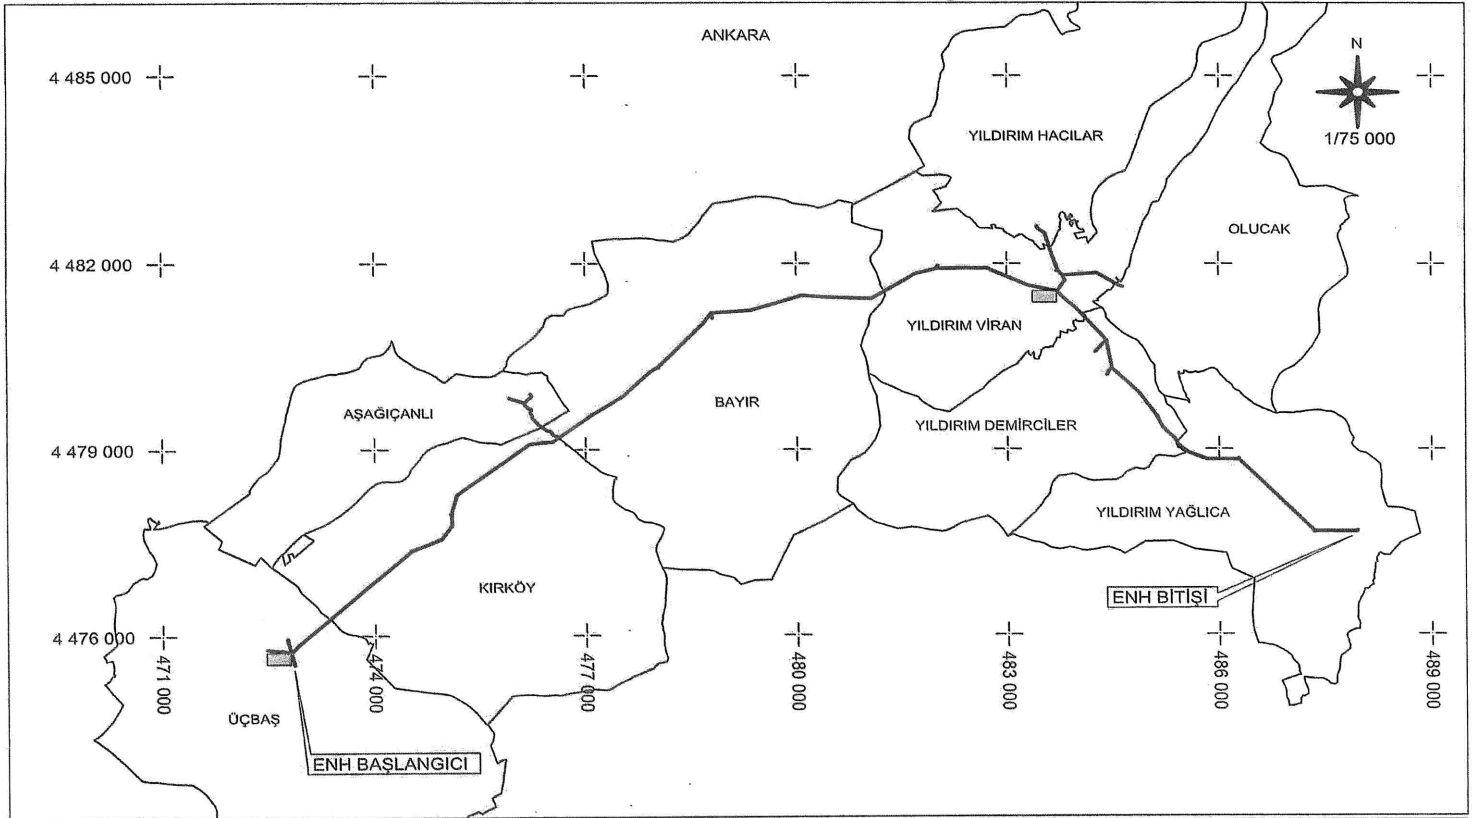 ANKARA
N
4 485 000
1/75 000
YILDIRIM HACILAR
OLUCAK
4 482 000
YILDIRIM VİRAN
BAYIR
AŞAĞIÇANLI
YILDIRIM DEMİRCİLER
4 479 000
YILDIRIM YAĞLICA
KIRKÖY
ENH BİTİŞİ
4 476 000
471 000
474 000
477 000
480 000
483 000
486 000
489 000
ÜÇBAŞ
ENH BAŞLANGICI